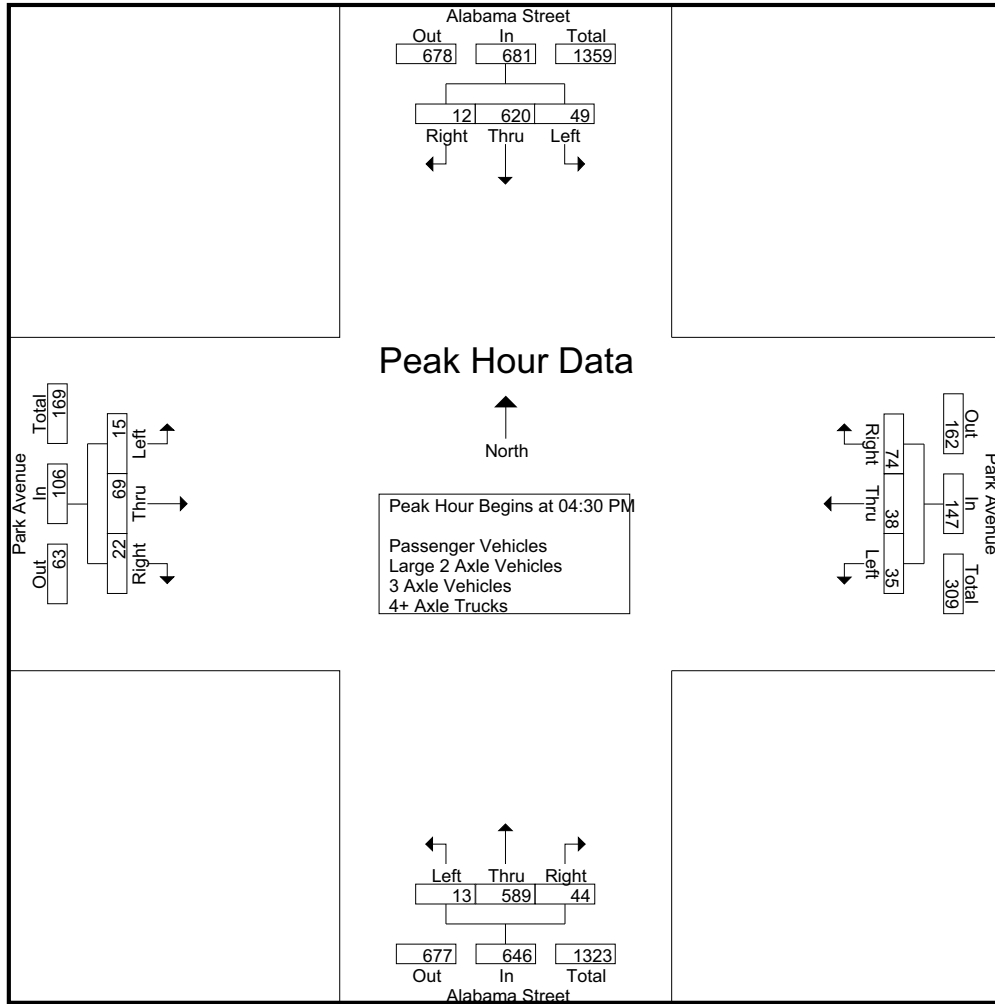 Alabama Street
Out In Total
678 681 1359
12 620 49
Right Thru Left
Peak Hour Data
North
Peak Hour Begins at 04:30 PM
Passenger Vehicles
Large 2 Axle Vehicles
3 Axle Vehicles
4+ Axle Trucks
Park Avenue
Out In Total
63 106 169
22 69 15
Right Thru Left
Park Avenue
Out In Total
162 147 309
74 38 35
Right Thru Left
Left Thru Right
13 589 44
677 646 1323
Out In Total
Alabama Street